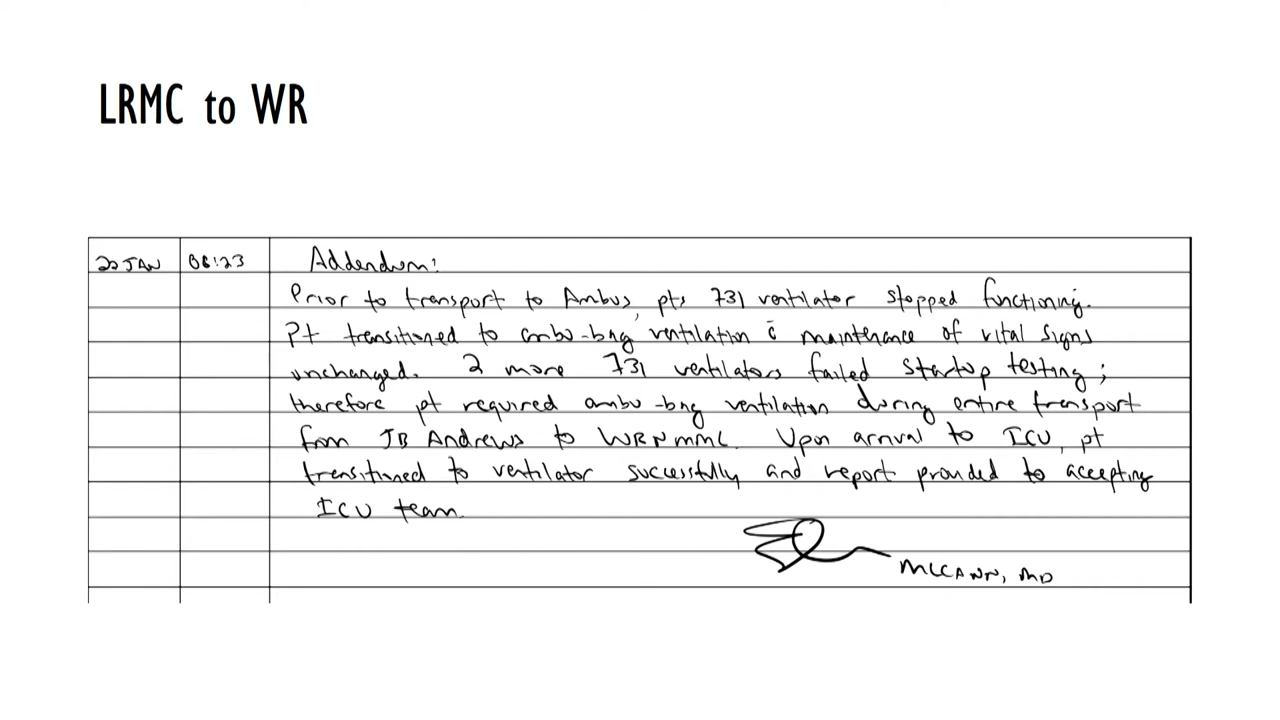 LRMC to WR
22 JAN 06:23 Addendum:
Prior to transport to Ambus, pts 731 ventilator stopped functioning.
Pt transitioned to ambu-bag ventilation c̄ maintenance of vital signs
unchanged. 2 more 731 ventilators failed startup testing;
therefore pt required ambu-bag ventilation during entire transport
from JB Andrews to WRNMMC. Upon arrival to ICU, pt
transitioned to ventilator successfully and report provided to accepting
ICU team.
MCCANN, MD